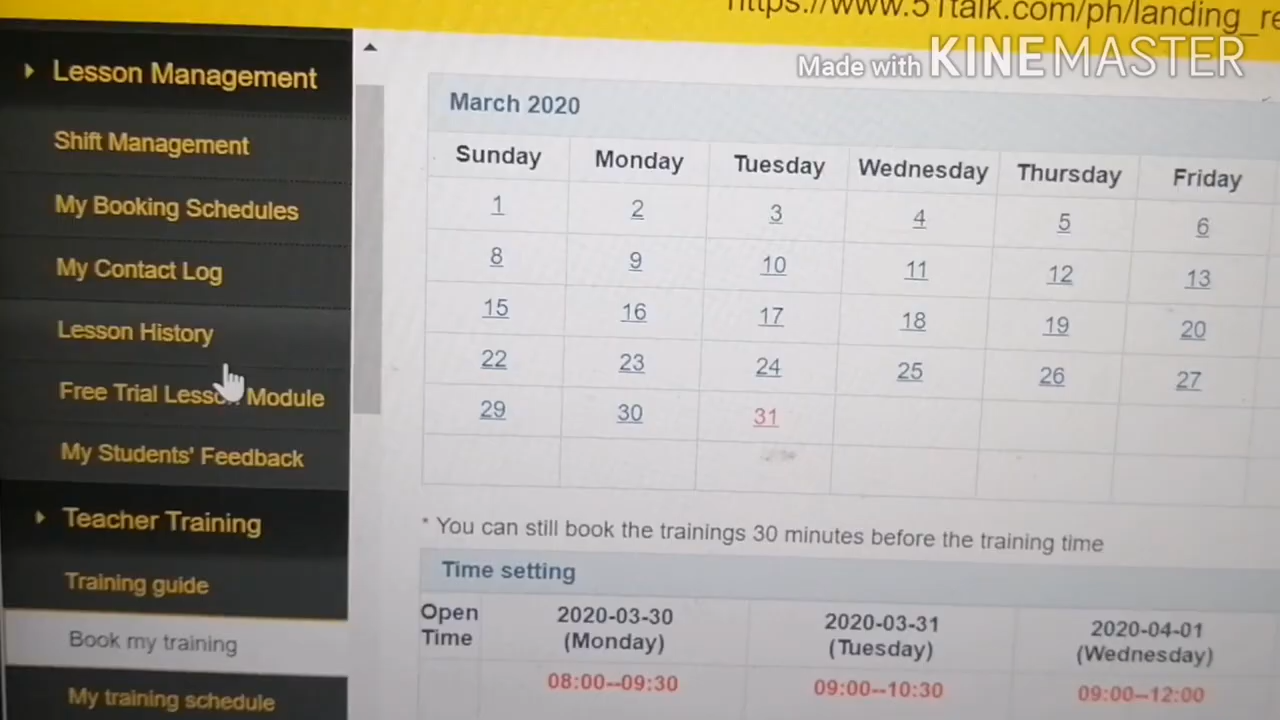 https://www.51talk.com/ph/landing_re
Made with KINEMASTER
Lesson Management
Shift Management
My Booking Schedules
My Contact Log
Lesson History
Free Trial Lesson Module
My Students' Feedback
Teacher Training
Training guide
Book my training
My training schedule
March 2020
Sunday Monday Tuesday Wednesday Thursday Friday
1 2 3 4 5 6
8 9 10 11 12 13
15 16 17 18 19 20
22 23 24 25 26 27
29 30 31
* You can still book the trainings 30 minutes before the training time
Time setting
Open Time 2020-03-30 (Monday) 2020-03-31 (Tuesday) 2020-04-01 (Wednesday)
08:00--09:30 09:00--10:30 09:00--12:00